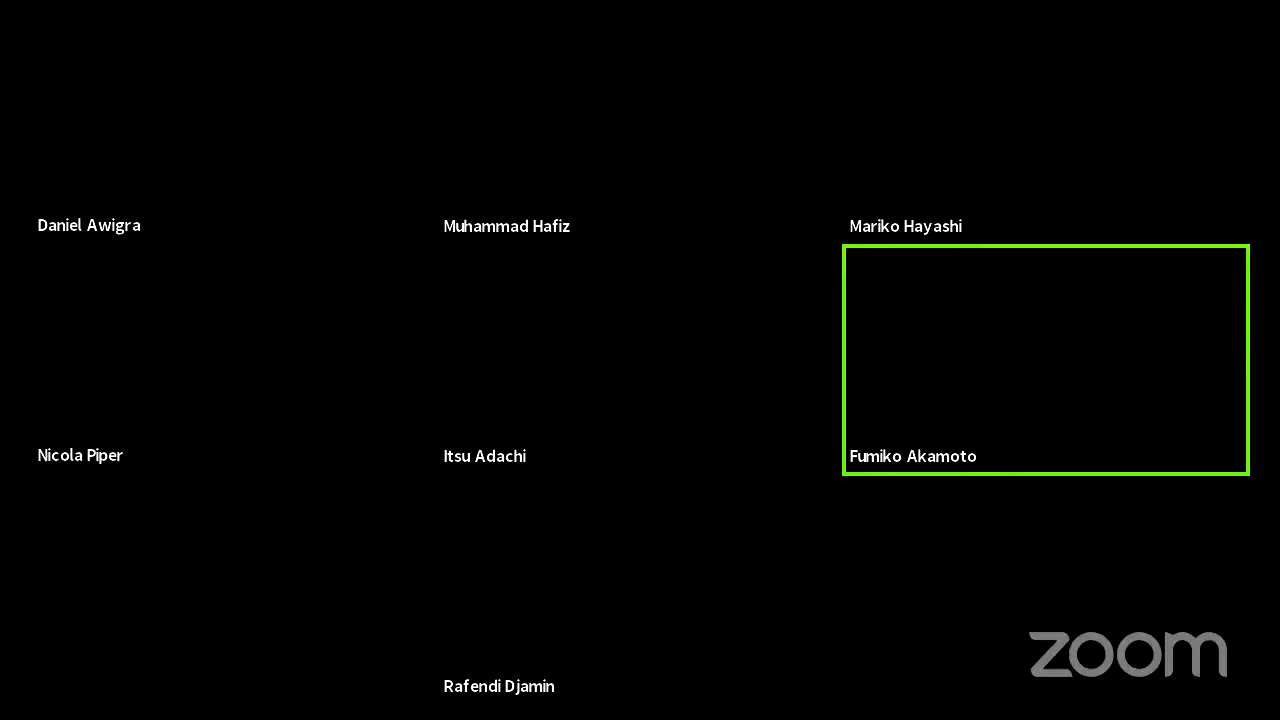 Daniel Awigra
Muhammad Hafiz
Mariko Hayashi
Nicola Piper
Itsu Adachi
Fumiko Akamoto
Rafendi Djamin
zoom